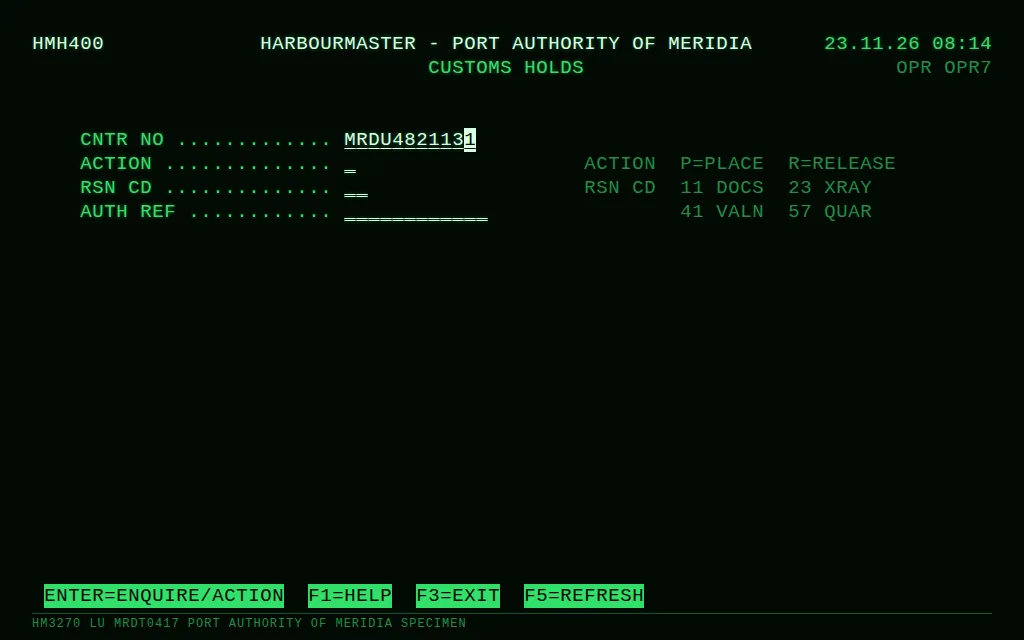 HMH400 HARBOURMASTER - PORT AUTHORITY OF MERIDIA 23.11.26 08:14
CUSTOMS HOLDS OPR OPR7
CNTR NO ............. MRDU4821131
ACTION .............. _ ACTION P=PLACE R=RELEASE
RSN CD .............. __ RSN CD 11 DOCS 23 XRAY
AUTH REF ............ ____________ 41 VALN 57 QUAR
ENTER=ENQUIRE/ACTION F1=HELP F3=EXIT F5=REFRESH
HM3270 LU MRDT0417 PORT AUTHORITY OF MERIDIA SPECIMEN